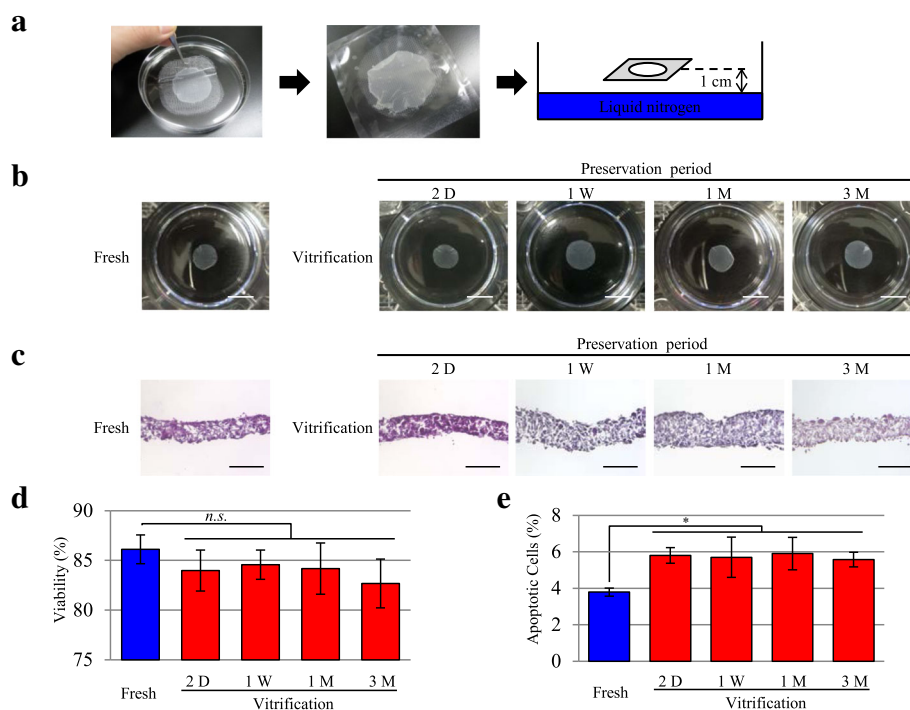 a
1 cm
Liquid nitrogen
b
Preservation period
2 D 1 W 1 M 3 M
Fresh Vitrification
c
Preservation period
2 D 1 W 1 M 3 M
Fresh Vitrification
d
90
85
80
75
Viability (%)
n.s.
Fresh 2 D 1 W 1 M 3 M
Vitrification
e
8
6
4
2
0
Apoptotic Cells (%)
*
Fresh 2 D 1 W 1 M 3 M
Vitrification